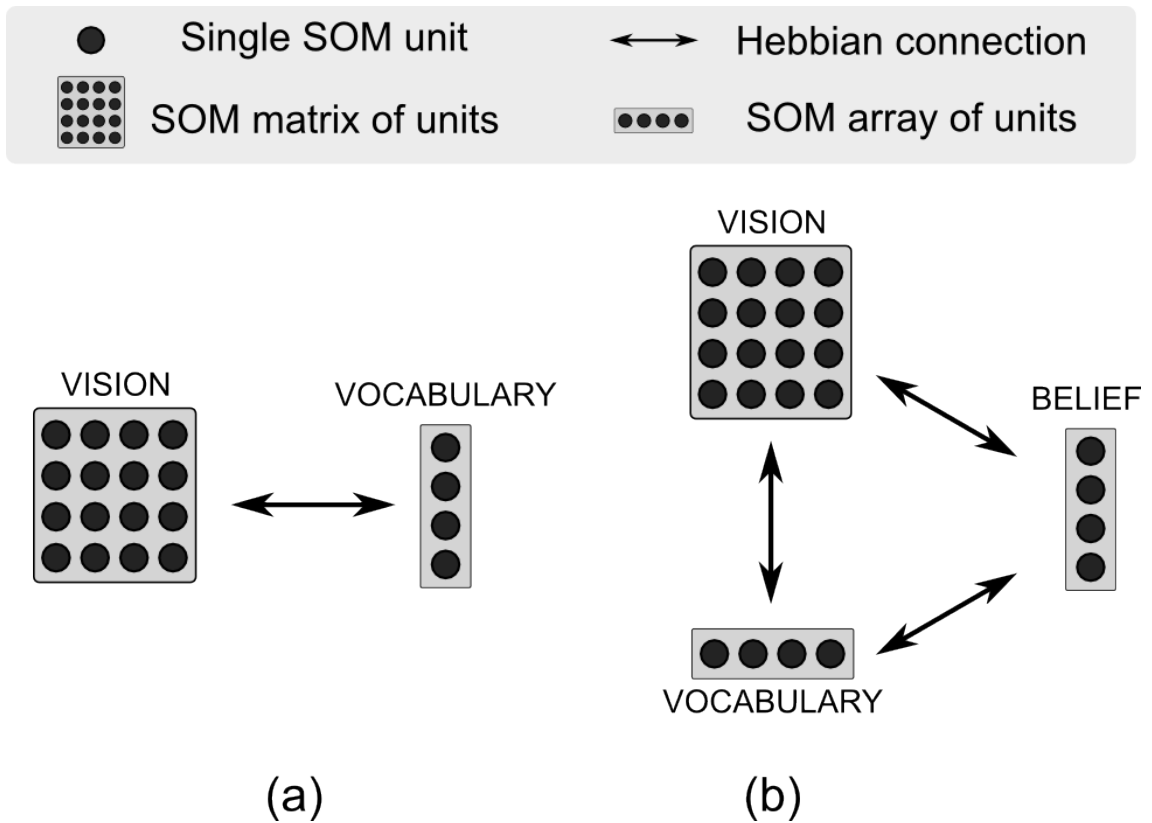 Single SOM unit
Hebbian connection
SOM matrix of units
SOM array of units
VISION
VOCABULARY
VISION
BELIEF
VOCABULARY
(a)
(b)